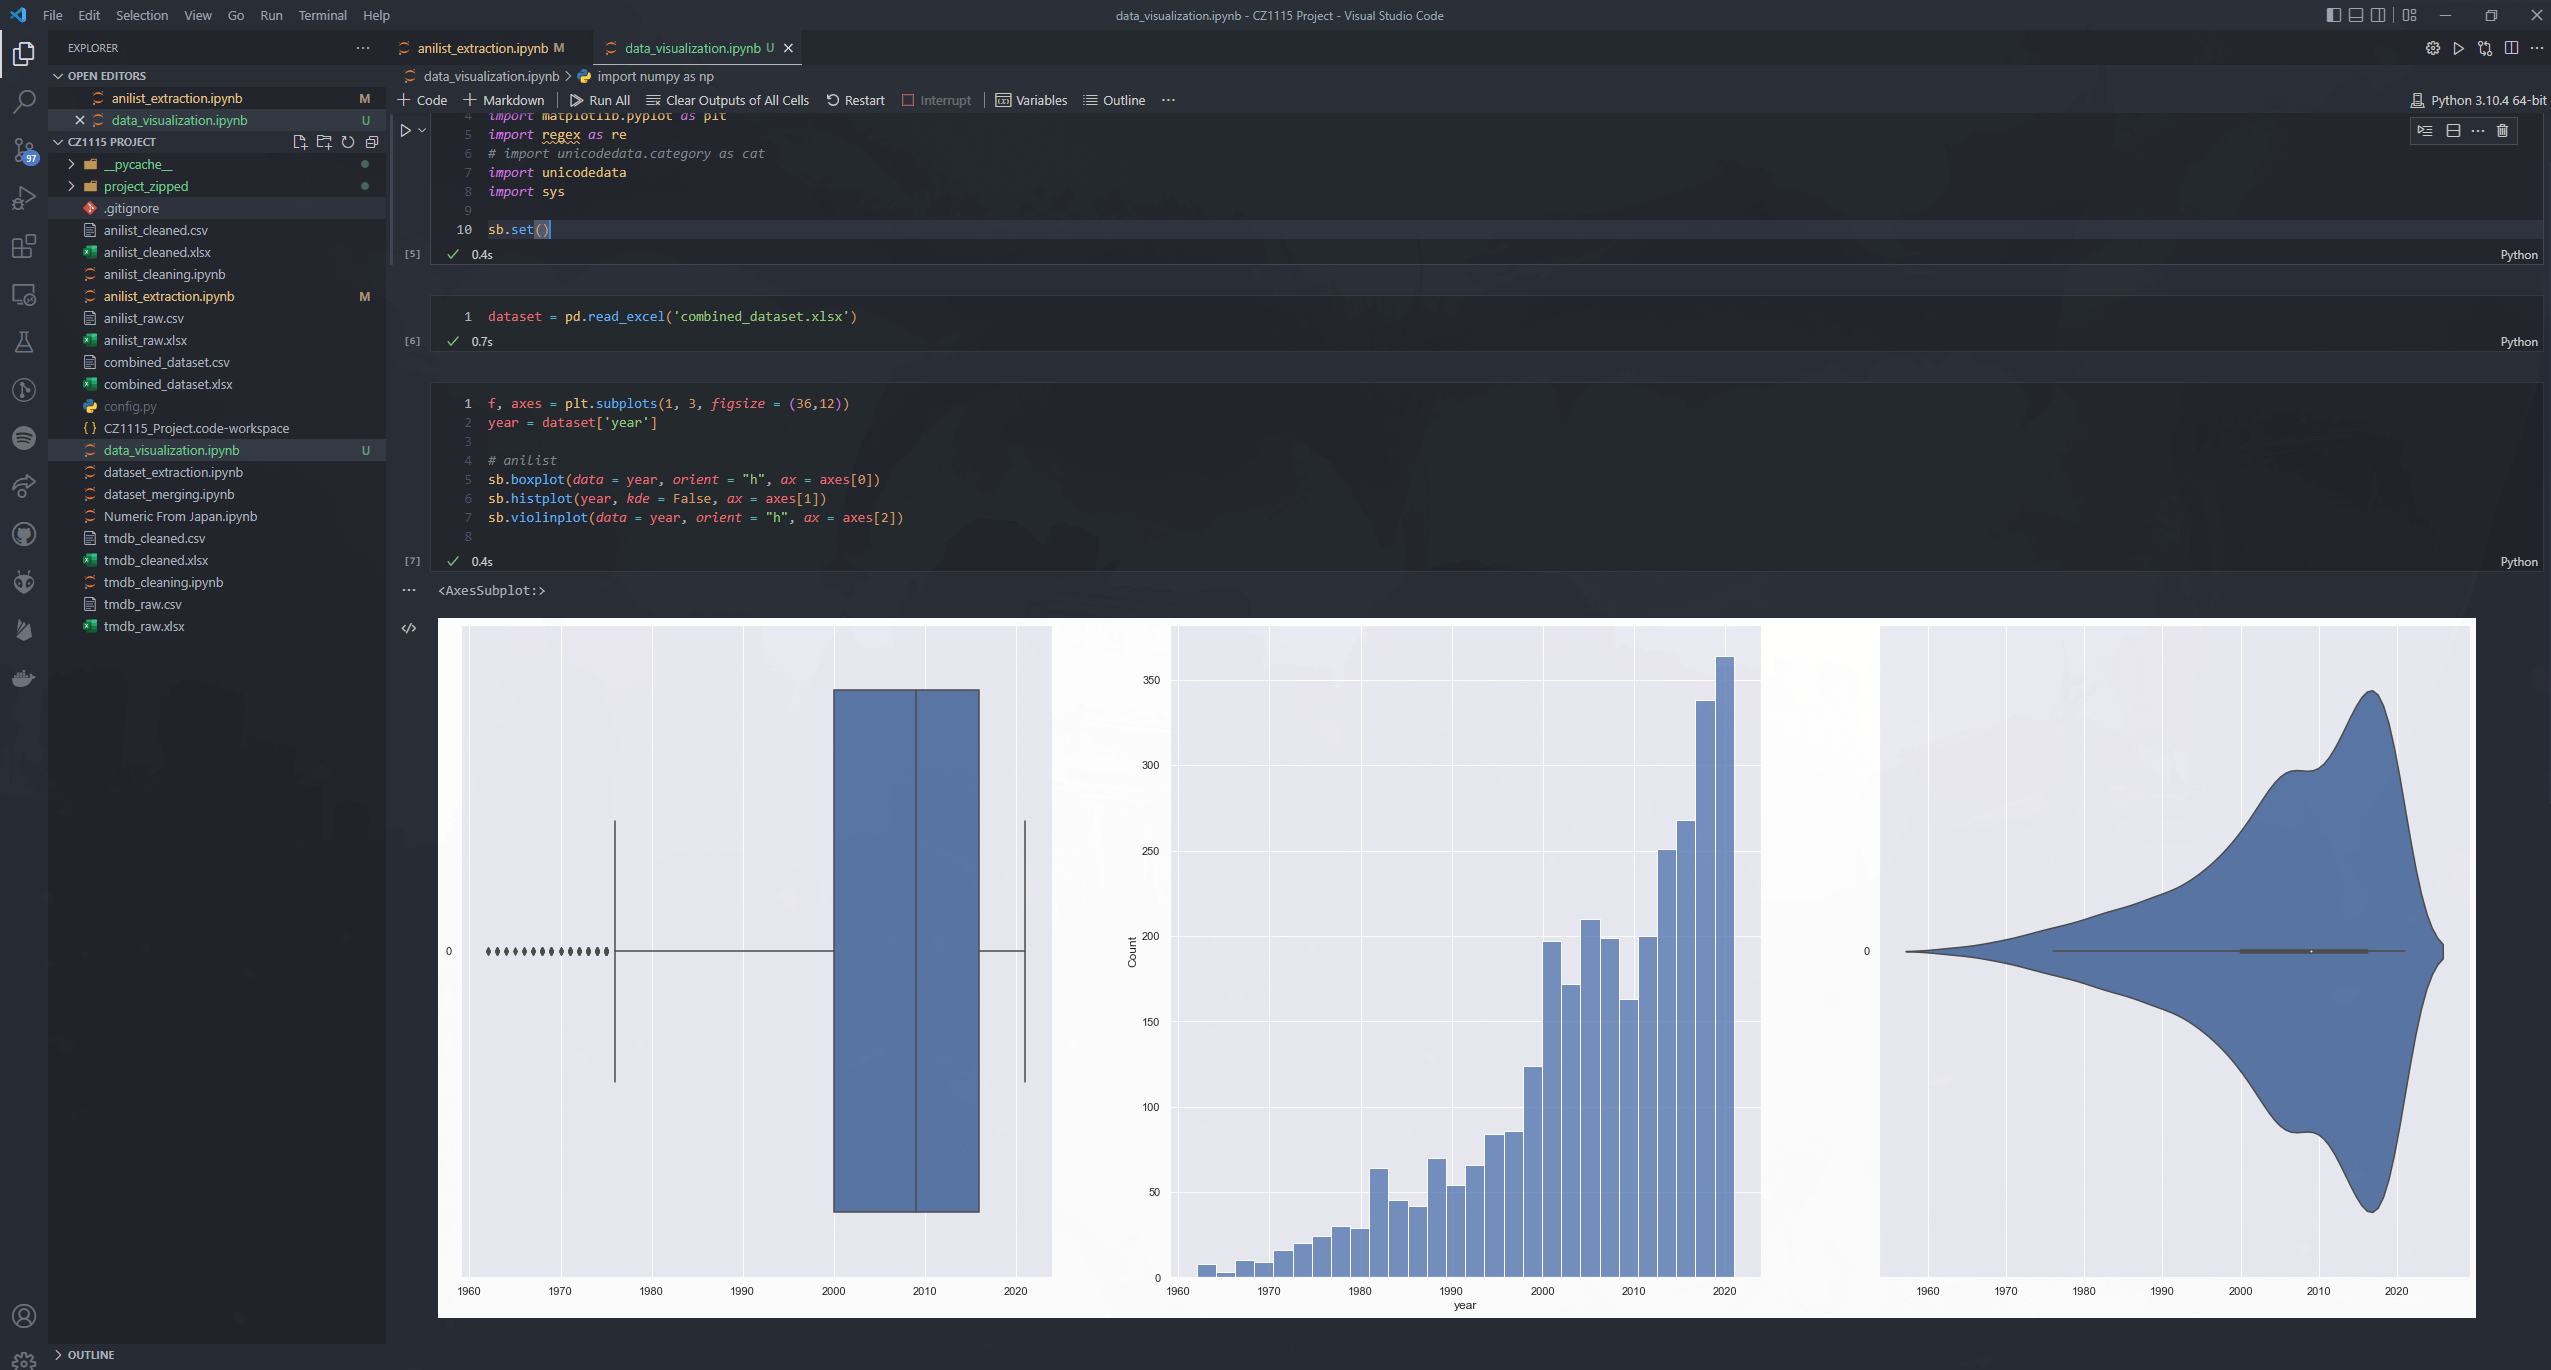 File Edit Selection View Go Run Terminal Help
data_visualization.ipynb - CZ1115 Project - Visual Studio Code
EXPLORER
OPEN EDITORS
anilist_extraction.ipynb M
data_visualization.ipynb U
CZ1115 PROJECT
__pycache__
project_zipped
.gitignore
anilist_cleaned.csv
anilist_cleaned.xlsx
anilist_cleaning.ipynb
anilist_extraction.ipynb M
anilist_raw.csv
anilist_raw.xlsx
combined_dataset.csv
combined_dataset.xlsx
config.py
CZ1115_Project.code-workspace
data_visualization.ipynb U
dataset_extraction.ipynb
dataset_merging.ipynb
Numeric From Japan.ipynb
tmdb_cleaned.csv
tmdb_cleaned.xlsx
tmdb_cleaning.ipynb
tmdb_raw.csv
tmdb_raw.xlsx
OUTLINE
97
anilist_extraction.ipynb M data_visualization.ipynb U
data_visualization.ipynb > import numpy as np
Code Markdown Run All Clear Outputs of All Cells Restart Interrupt Variables Outline ...
Python 3.10.4 64-bit
4 import matplotlib.pyplot as plt
5 import regex as re
6 # import unicodedata.category as cat
7 import unicodedata
8 import sys
9
10 sb.set()
[5] 0.4s Python
1 dataset = pd.read_excel('combined_dataset.xlsx')
[6] 0.7s Python
1 f, axes = plt.subplots(1, 3, figsize = (36,12))
2 year = dataset['year']
3
4 # anilist
5 sb.boxplot(data = year, orient = "h", ax = axes[0])
6 sb.histplot(year, kde = False, ax = axes[1])
7 sb.violinplot(data = year, orient = "h", ax = axes[2])
8
[7] 0.4s Python
<AxesSubplot:>
0
1960 1970 1980 1990 2000 2010 2020
350
300
250
200
150
100
50
0
Count
1960 1970 1980 1990 2000 2010 2020
year
0
1960 1970 1980 1990 2000 2010 2020